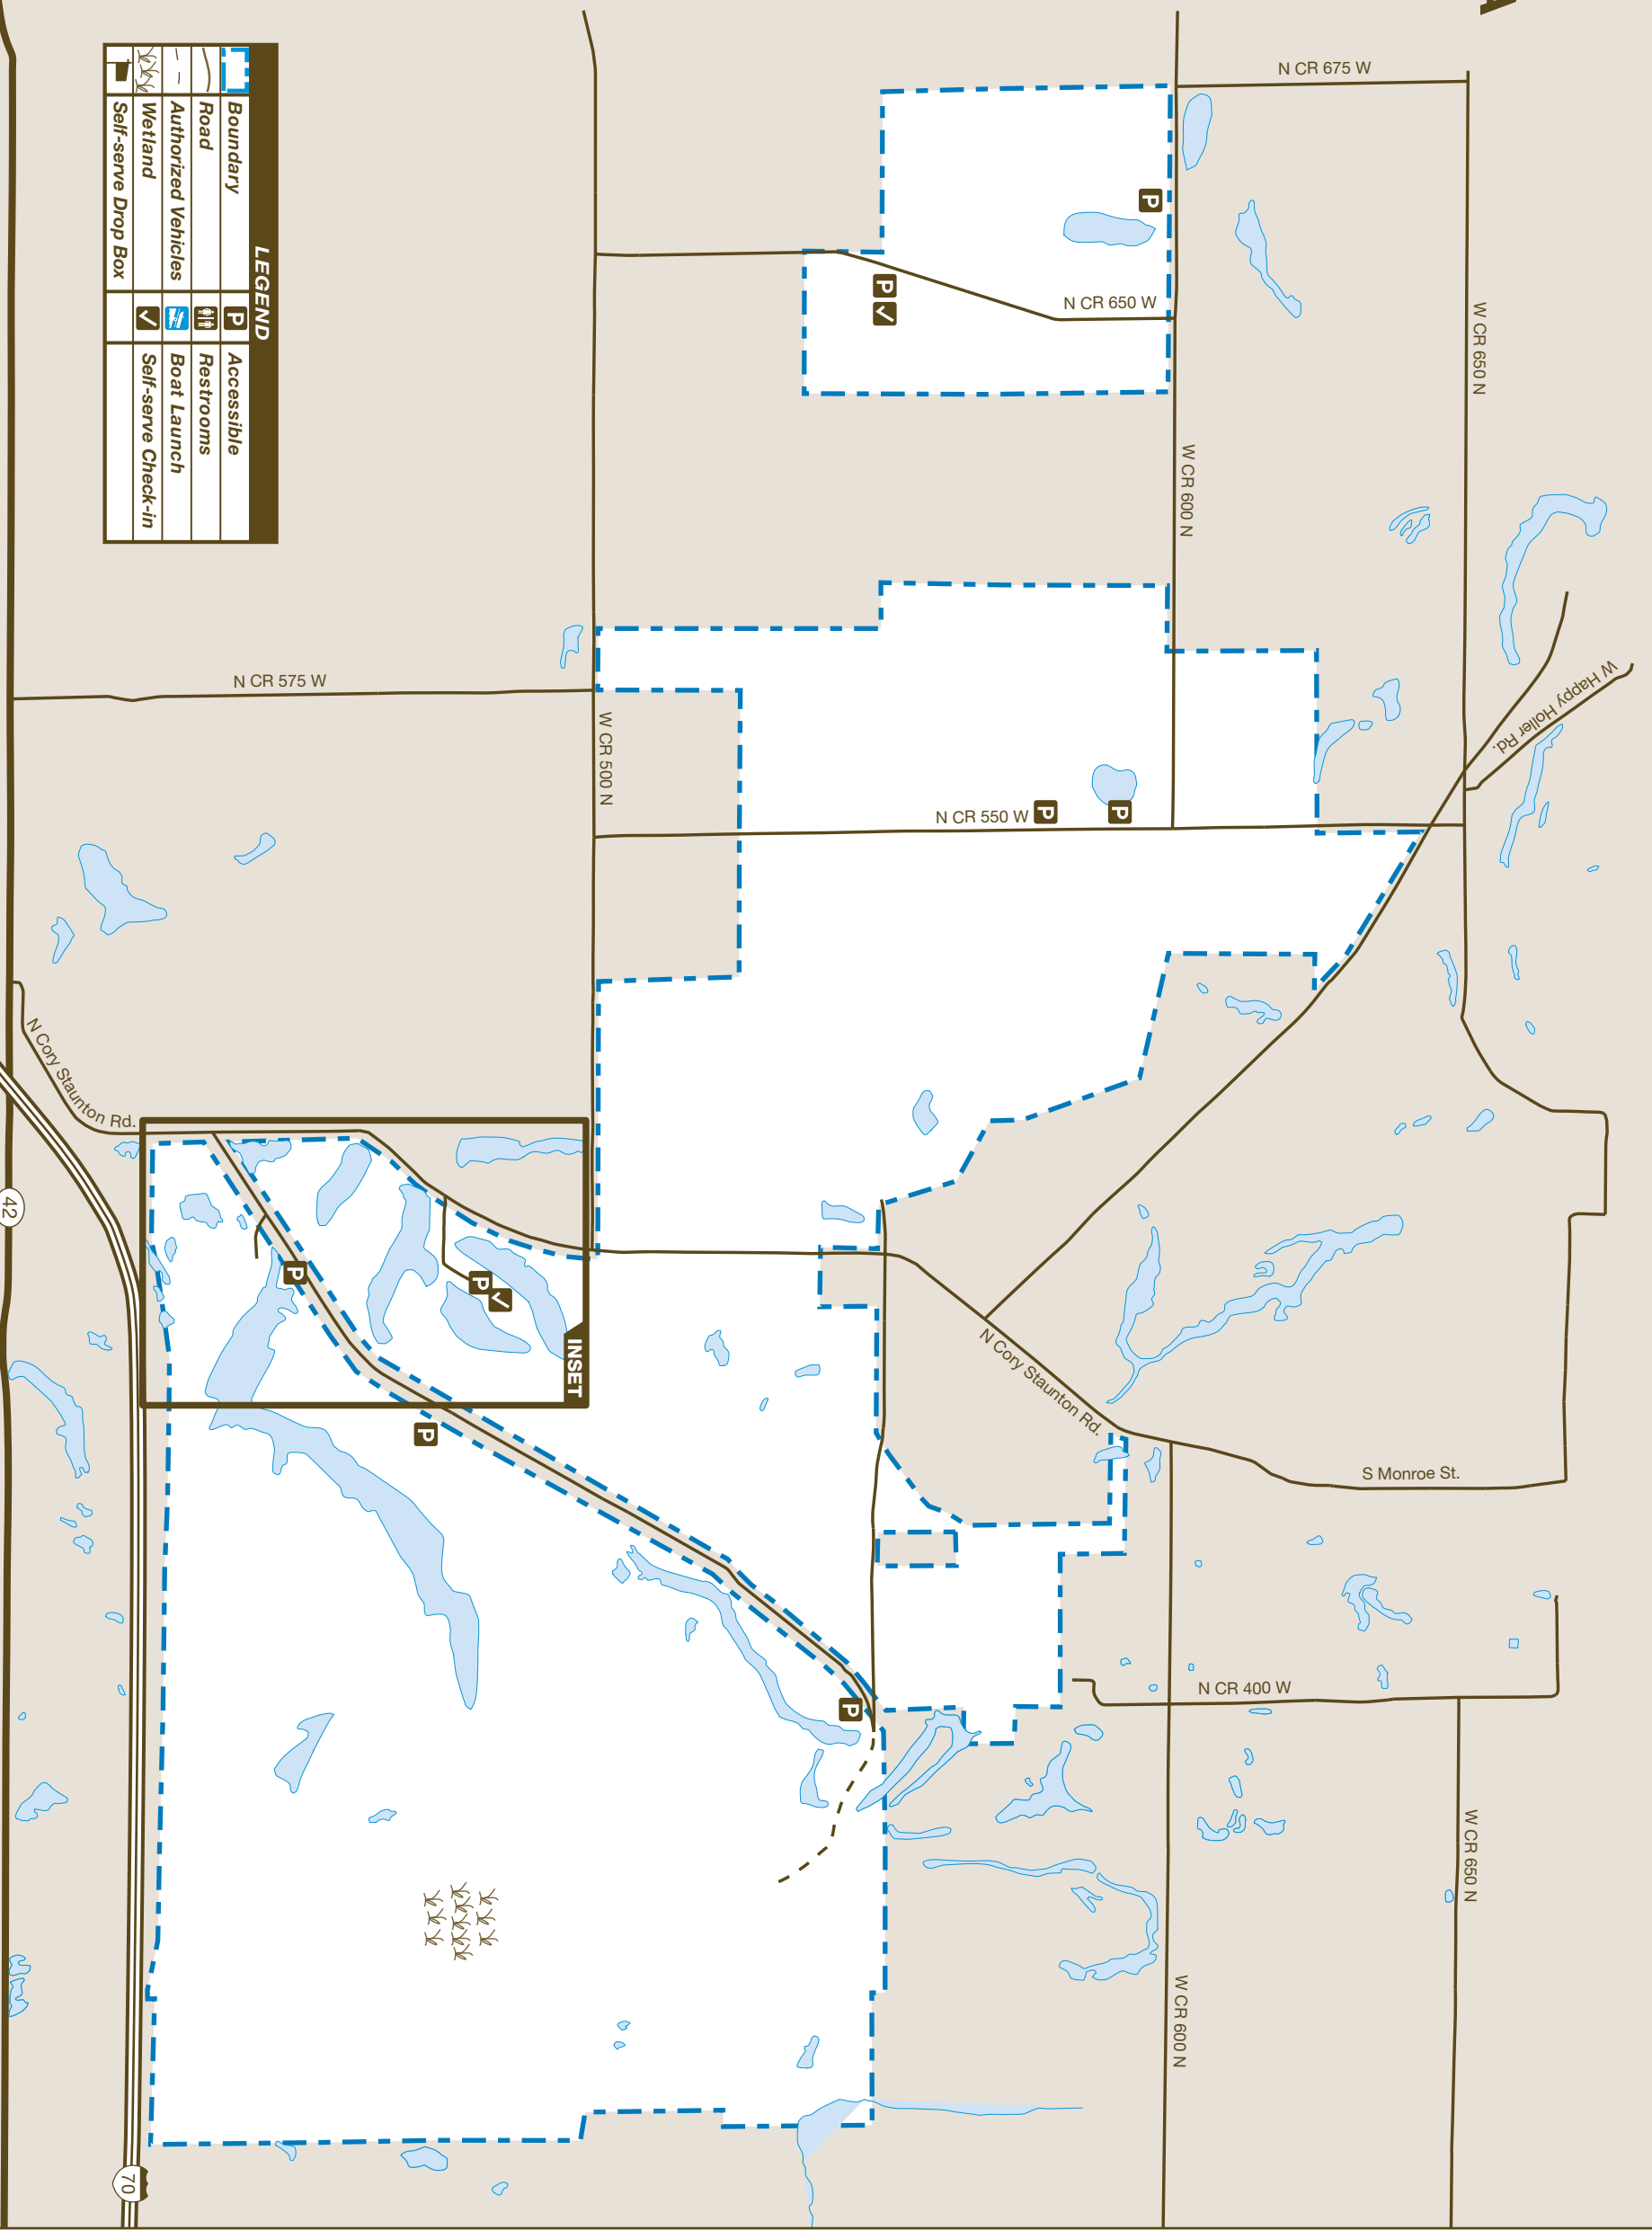 N CR 675 W
W CR 650 N
P
N CR 650 W
P
W CR 600 N
W Happy Holler Rd.
N CR 575 W
W CR 500 N
N CR 550 W
P
P
N Cory Staunton Rd.
42
P
P
INSET
P
N Cory Staunton Rd.
S Monroe St.
N CR 400 W
P
W CR 650 N
W CR 600 N
70
LEGEND
Boundary
Road
Authorized Vehicles
Wetland
Self-serve Drop Box
P Accessible
Restrooms
Boat Launch
Self-serve Check-in